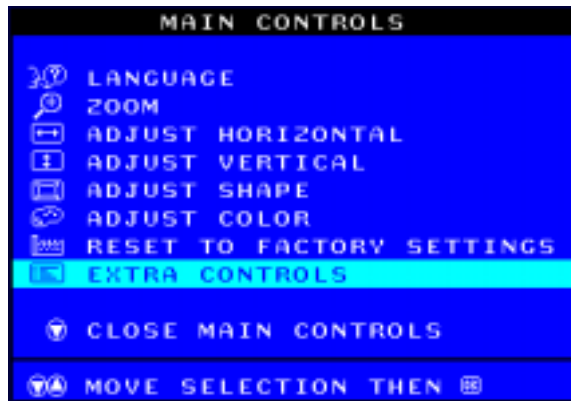 MAIN CONTROLS
LANGUAGE
ZOOM
ADJUST HORIZONTAL
ADJUST VERTICAL
ADJUST SHAPE
ADJUST COLOR
RESET TO FACTORY SETTINGS
EXTRA CONTROLS
CLOSE MAIN CONTROLS
MOVE SELECTION THEN OK